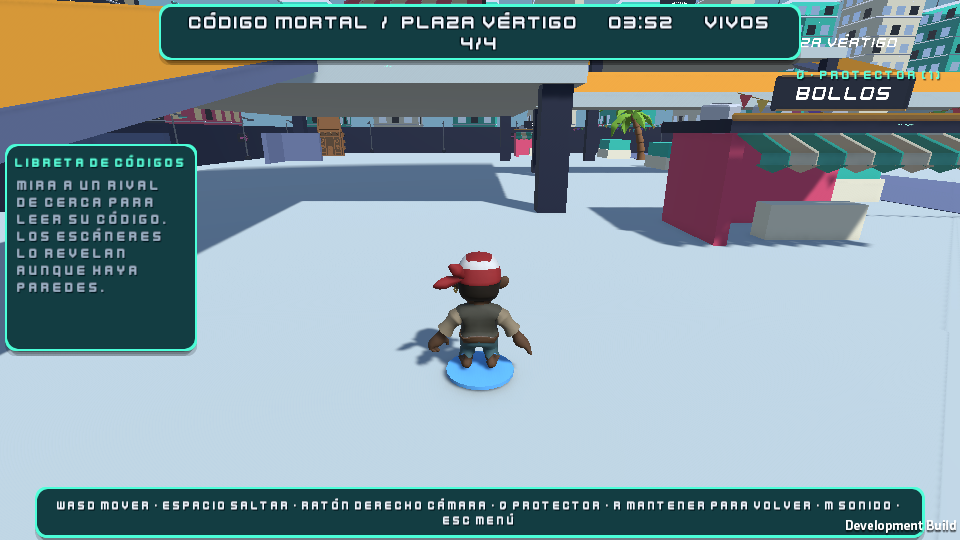 CÓDIGO MORTAL / PLAZA VÉRTIGO 03:52 VIVOS
4/4
ZA VÉRTIGO
Q · PROTECTOR [1]
BOLLOS
LIBRETA DE CÓDIGOS
MIRA A UN RIVAL
DE CERCA PARA
LEER SU CÓDIGO.
LOS ESCÁNERES
LO REVELAN
AUNQUE HAYA
PAREDES.
WASD MOVER · ESPACIO SALTAR · RATÓN DERECHO CÁMARA · Q PROTECTOR · R MANTENER PARA VOLVER · M SONIDO ·
ESC MENÚ
Development Build